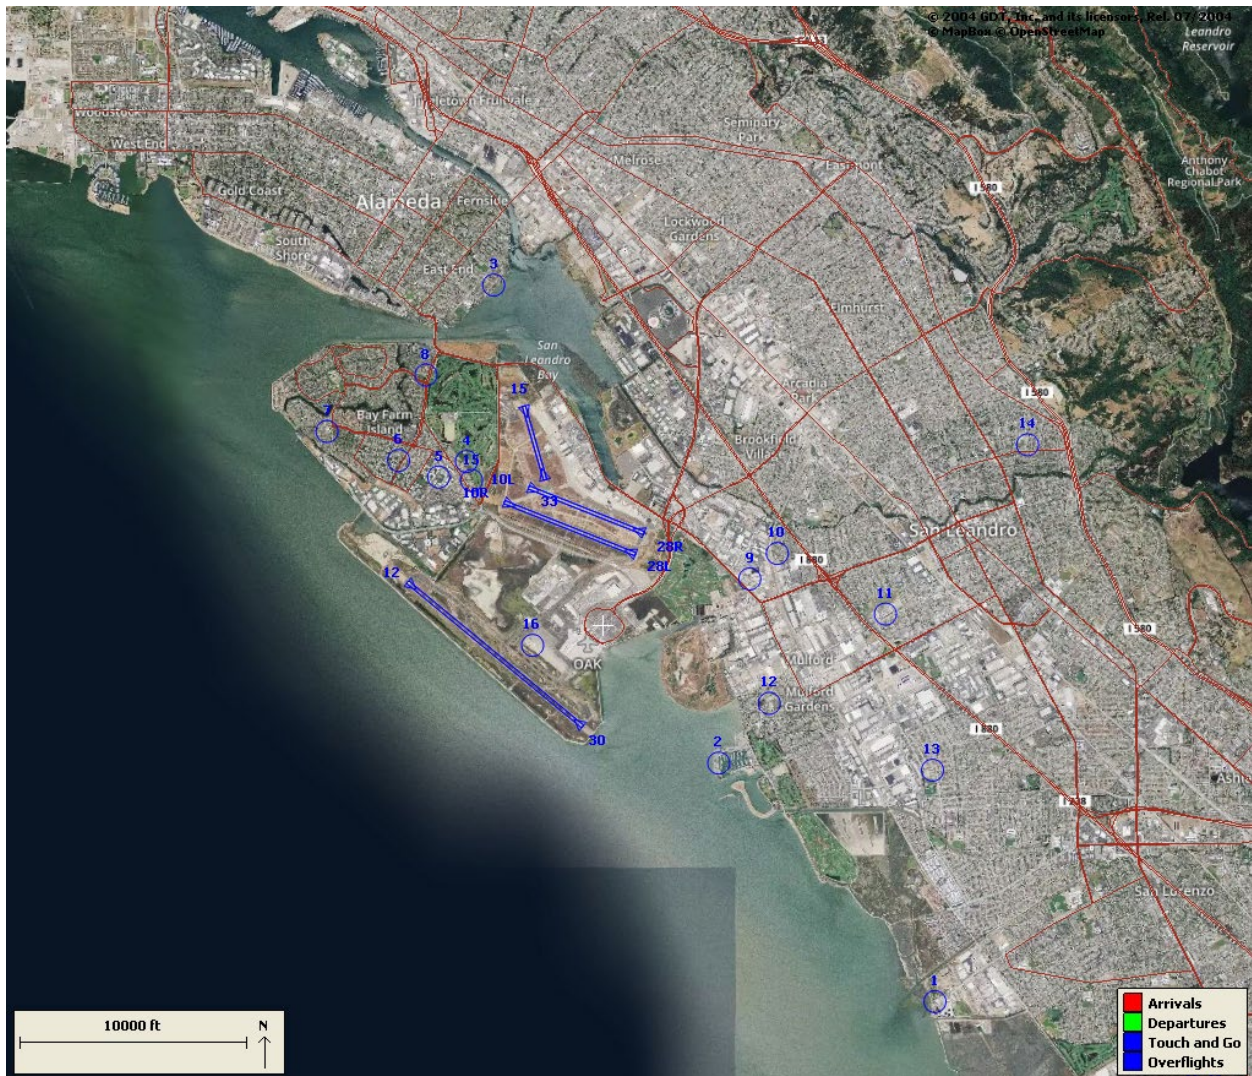 © 2004 GDT, Inc. and its licensors, Rel. 07/2004
© MapBox © OpenStreetMap
Leandro
Reservoir
Woodstock
West End
Gold Coast
South
Shore
Alameda
Fernside
East End
Jingletown Fruitvale
Melrose
Seminary
Park
Eastmont
I 580
Anthony
Chabot
Regional Park
Lockwood
Gardens
Elmhurst
3
San
Leandro
Bay
8
15
7
Bay Farm
Island
6
5
4
15
10L
10R
33
Arcadia
Park
Brookfield
Village
I 580
14
San Leandro
28R
28L
9
10
I 880
11
12
16
OAK
I 580
Mulford
Mulford
Gardens
12
30
2
I 880
13
I 238
San Lorenzo
1
10000 ft
N
Arrivals
Departures
Touch and Go
Overflights